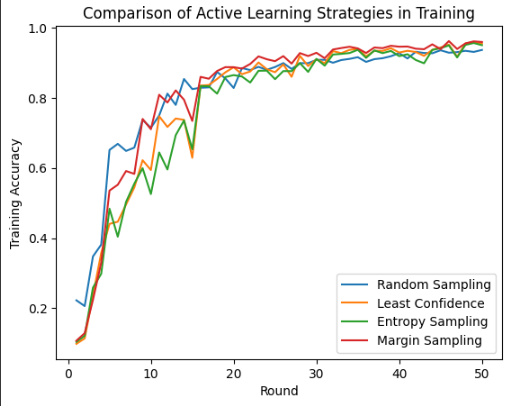 Comparison of Active Learning Strategies in Training
1.0
0.8
0.6
0.4
0.2
Training Accuracy
0
10
20
30
40
50
Round
Random Sampling
Least Confidence
Entropy Sampling
Margin Sampling